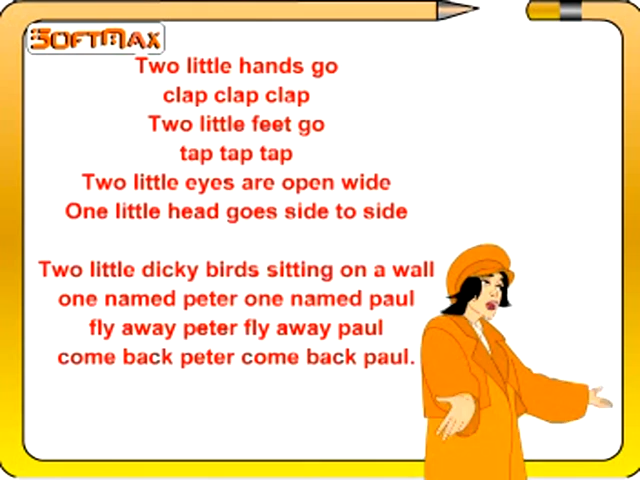 SOFTMAX
Two little hands go
clap clap clap
Two little feet go
tap tap tap
Two little eyes are open wide
One little head goes side to side
Two little dicky birds sitting on a wall
one named peter one named paul
fly away peter fly away paul
come back peter come back paul.